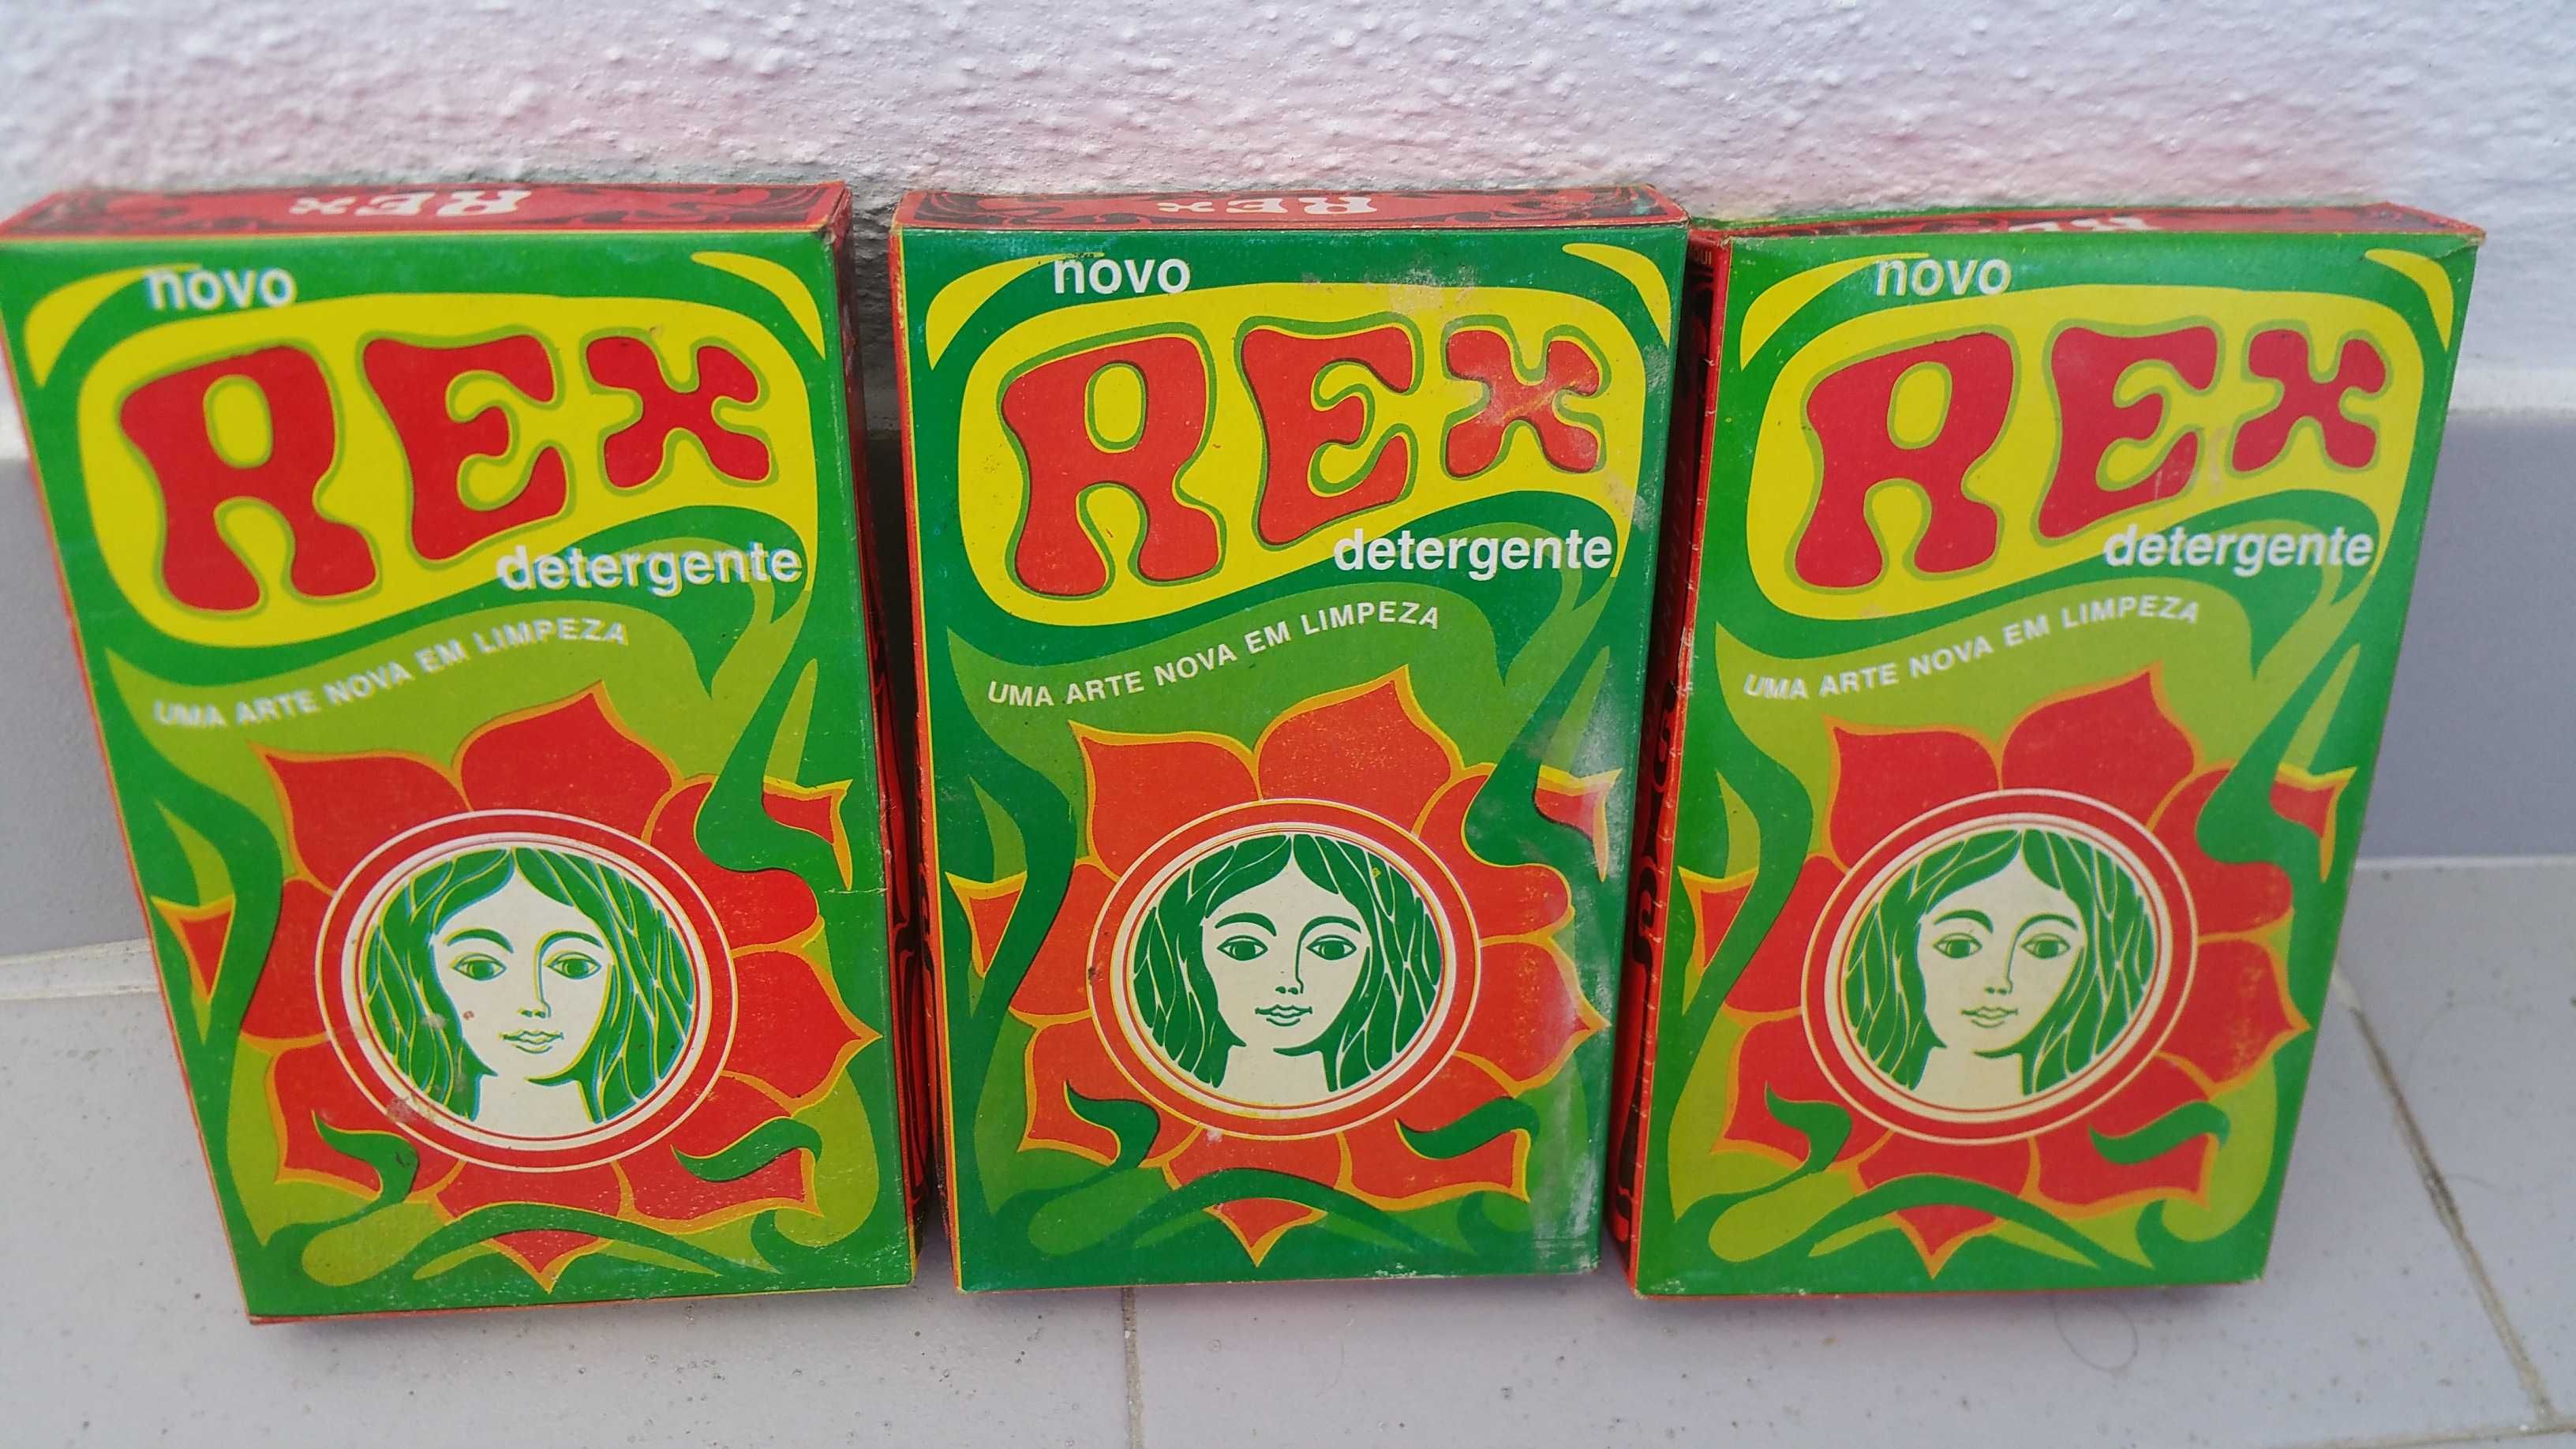 REX
novo
REX
detergente
UMA ARTE NOVA EM LIMPEZA
REX
novo
REX
detergente
UMA ARTE NOVA EM LIMPEZA
novo
REX
detergente
UMA ARTE NOVA EM LIMPEZA